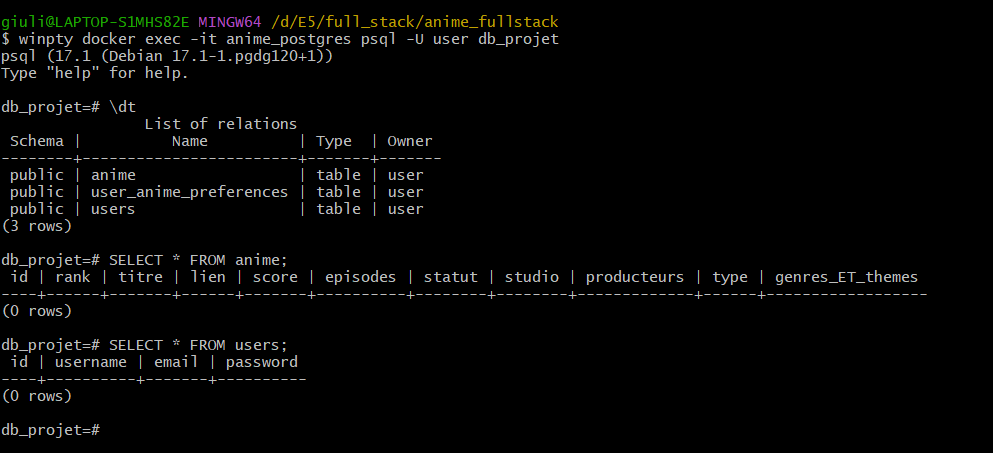 giuli@LAPTOP-S1MHS82E MINGW64 /d/E5/full_stack/anime_fullstack
$ winpty docker exec -it anime_postgres psql -U user db_projet
psql (17.1 (Debian 17.1-1.pgdg120+1))
Type "help" for help.

db_projet=# \dt
                List of relations
 Schema |          Name          | Type  | Owner
--------+------------------------+-------+-------
 public | anime                  | table | user
 public | user_anime_preferences | table | user
 public | users                  | table | user
(3 rows)

db_projet=# SELECT * FROM anime;
 id | rank | titre | lien | score | episodes | statut | studio | producteurs | type | genres_ET_themes
----+------+-------+------+-------+----------+--------+--------+-------------+------+------------------
(0 rows)

db_projet=# SELECT * FROM users;
 id | username | email | password
----+----------+-------+----------
(0 rows)

db_projet=#